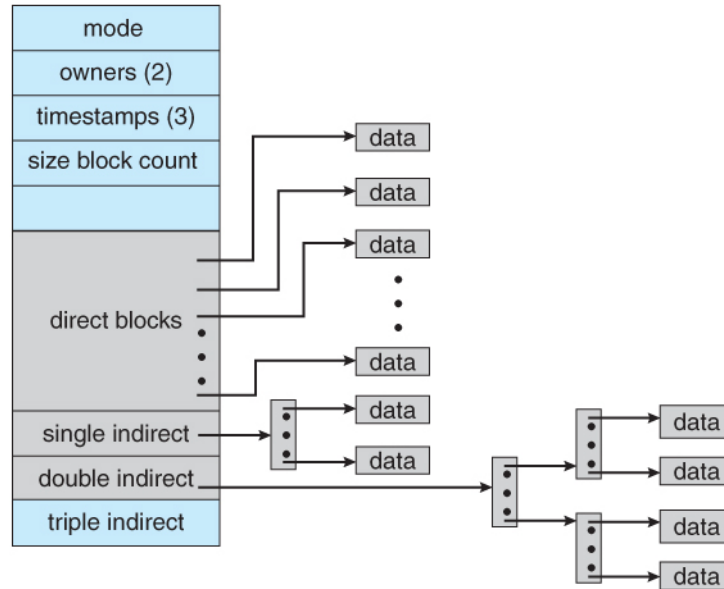 mode
owners (2)
timestamps (3)
size block count
direct blocks
single indirect
double indirect
triple indirect
data
data
data
data
data
data
data
data
data
data